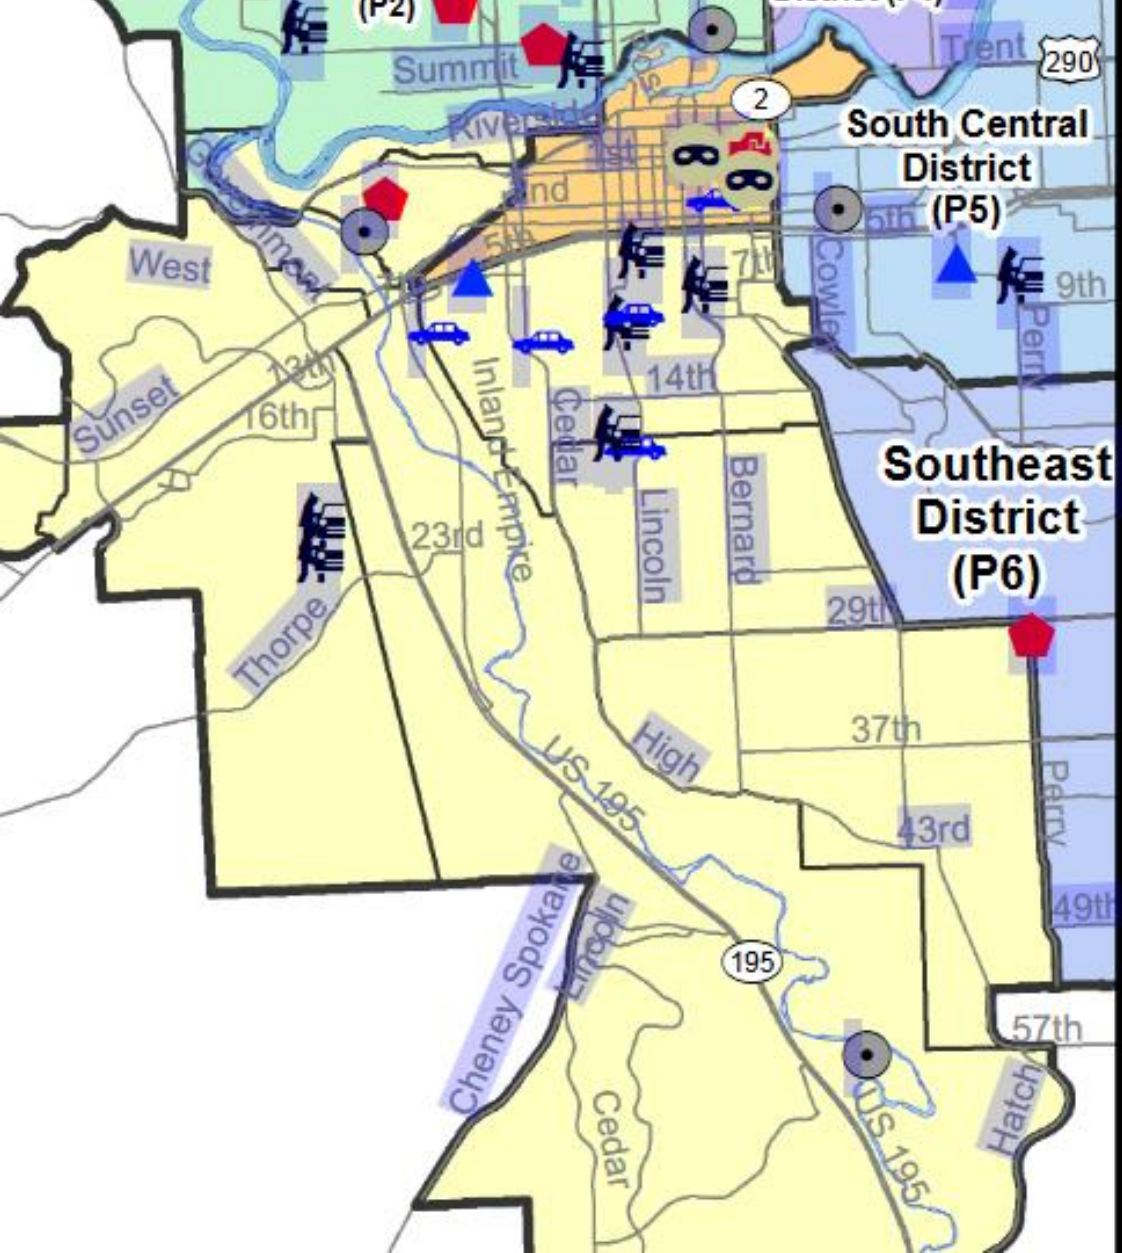 (P2)
Trent
290
Summit
2
South Central
District
(P5)
Riverside
1st
2nd
5th
5th
West
7th
Cowley
9th
Perry
13th
14th
Sunset
16th
Inland Empire
Cedar
Southeast
District
(P6)
Lincoln
Bernard
23rd
29th
Thorpe
High
37th
US 195
Perry
43rd
49th
Cheney Spokane
Lincoln
195
57th
Hatch
Cedar
US 195